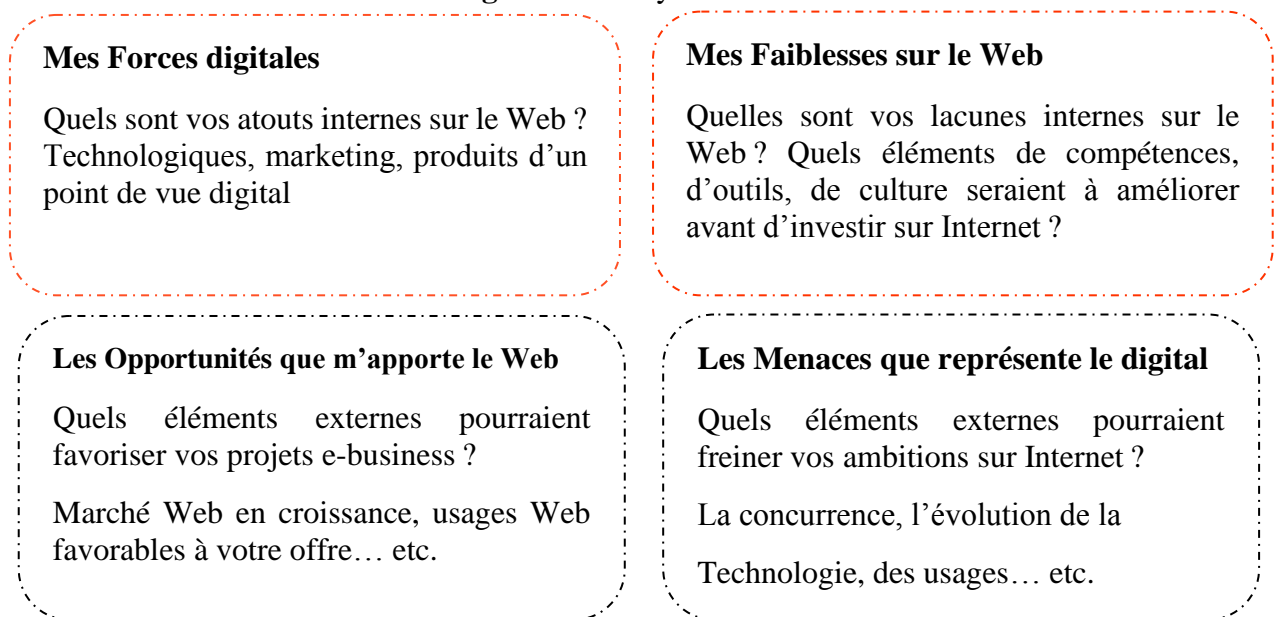 Mes Forces digitales
Quels sont vos atouts internes sur le Web ?
Technologiques, marketing, produits d’un
point de vue digital
Mes Faiblesses sur le Web
Quelles sont vos lacunes internes sur le
Web ? Quels éléments de compétences,
d’outils, de culture seraient à améliorer
avant d’investir sur Internet ?
Les Opportunités que m’apporte le Web
Quels éléments externes pourraient
favoriser vos projets e-business ?
Marché Web en croissance, usages Web
favorables à votre offre… etc.
Les Menaces que représente le digital
Quels éléments externes pourraient
freiner vos ambitions sur Internet ?
La concurrence, l’évolution de la
Technologie, des usages… etc.